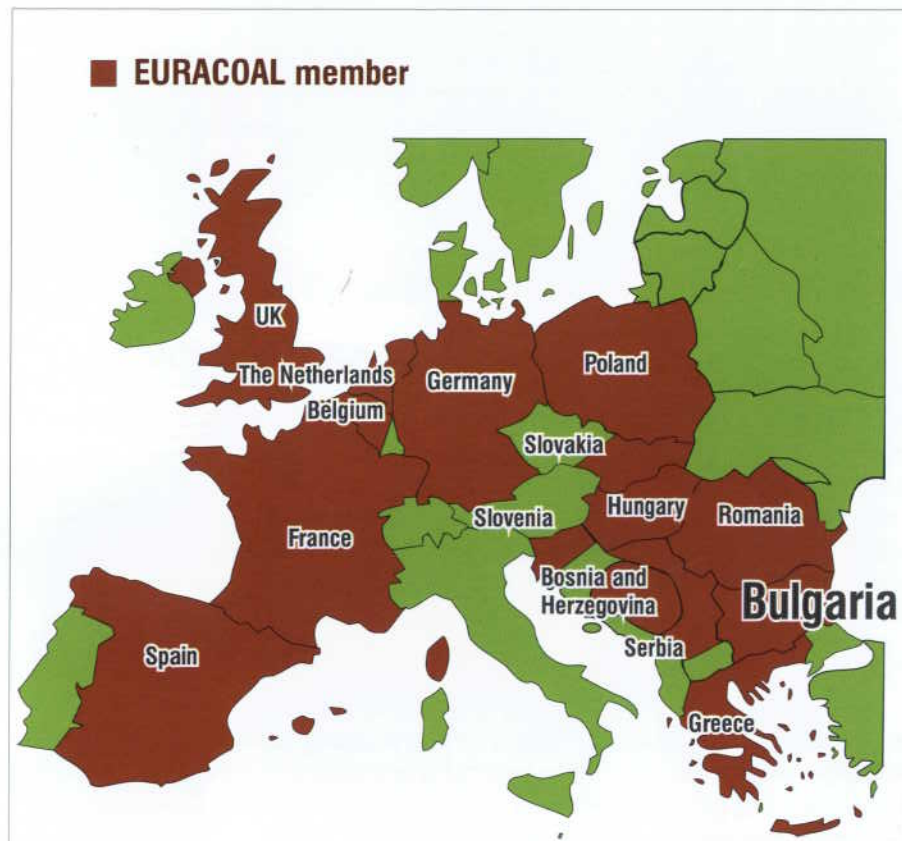 EURACOAL member
UK
The Netherlands
Belgium
Germany
Poland
Slovakia
France
Slovenia
Hungary
Romania
Bosnia and
Herzegovina
Bulgaria
Serbia
Spain
Greece